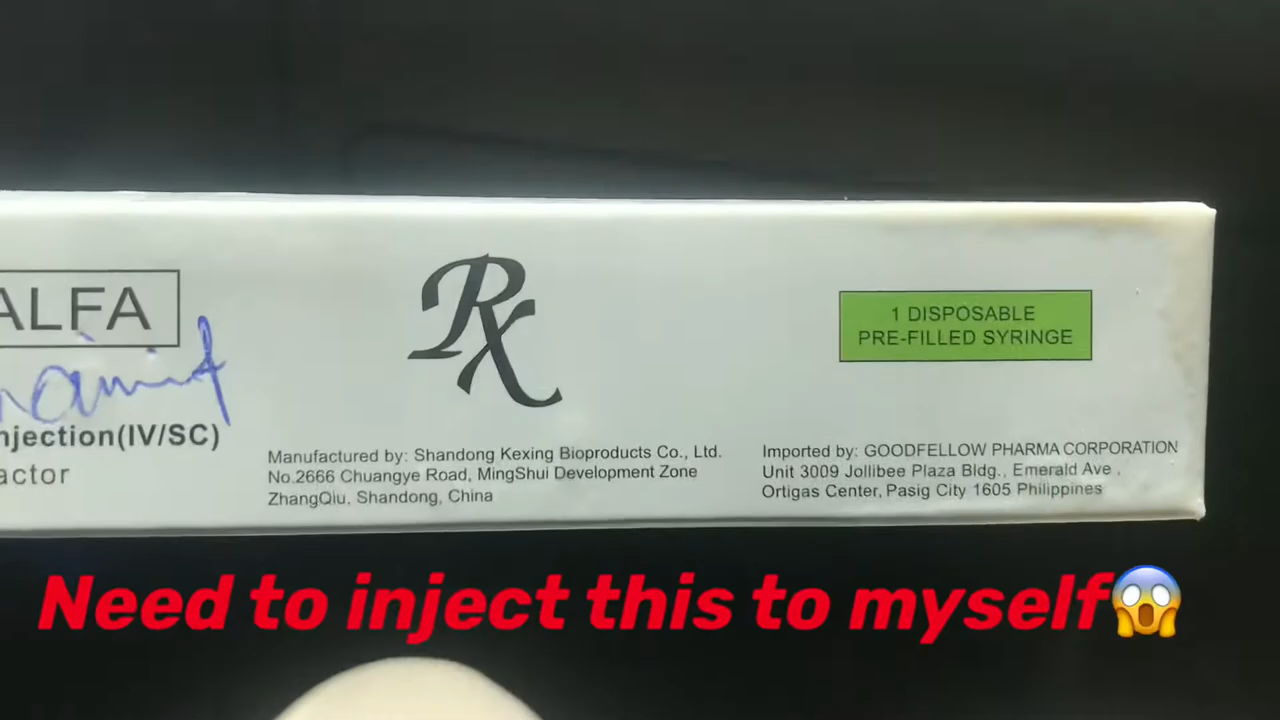 ALFA
njection(IV/SC)
actor
Rx
Manufactured by: Shandong Kexing Bioproducts Co., Ltd.
No.2666 Chuangye Road, MingShui Development Zone
ZhangQiu, Shandong, China
1 DISPOSABLE
PRE-FILLED SYRINGE
Imported by: GOODFELLOW PHARMA CORPORATION
Unit 3009 Jollibee Plaza Bldg., Emerald Ave .
Ortigas Center, Pasig City 1605 Philippines
Need to inject this to myself😱